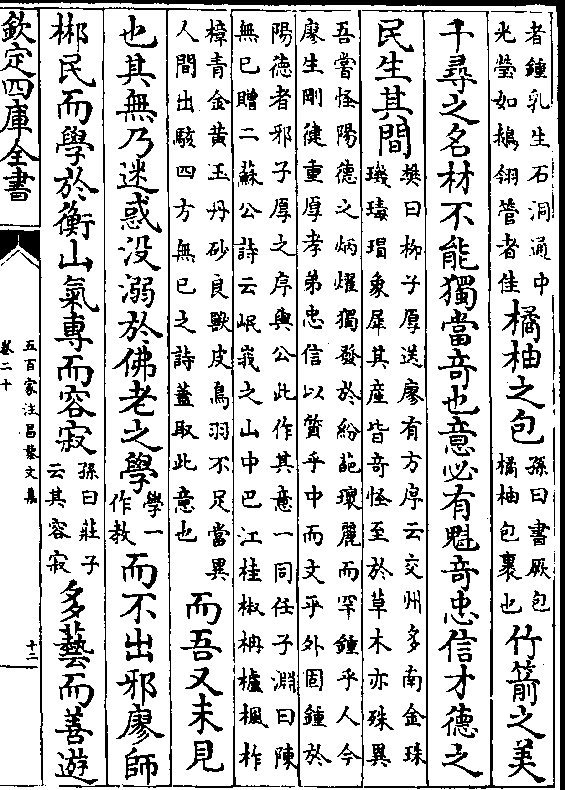 者鍾乳生石洞通中
光瑩如鵝翎管者佳
橘柚之包
孫曰書厥包
橘柚包裹也
竹箭之美
千尋之名材不能獨當奇也意必有魁奇忠信才德之
民生其間
樊曰柳子厚送廖有方序云交州多南金珠
璣瑇瑁象犀其產皆奇怪至於草木亦殊異
吾嘗怪陽德之炳燿獨發於紛葩瓌麗而罕鍾乎人今
廖生剛健重厚孝弟忠信以質乎中而文乎外固鍾於
陽德者邪子厚之序與公此作其意一同任子淵曰陳
無已贈二蘇公詩云岷峩之山中巴江桂椒柟櫨楓柞
樟青金黃玉丹砂良獸皮鳥羽不足當異
人間出駭四方無已之詩蓋取此意也
而吾又未見
也其無乃迷惑没溺於佛老之學
學一
作教
而不出邪廖師
郴民而學於衡山氣專而容寂
孫曰莊子
云其容寂
多藝而善遊
欽定四庫全書
五百家注昌黎文集
卷二十
十二